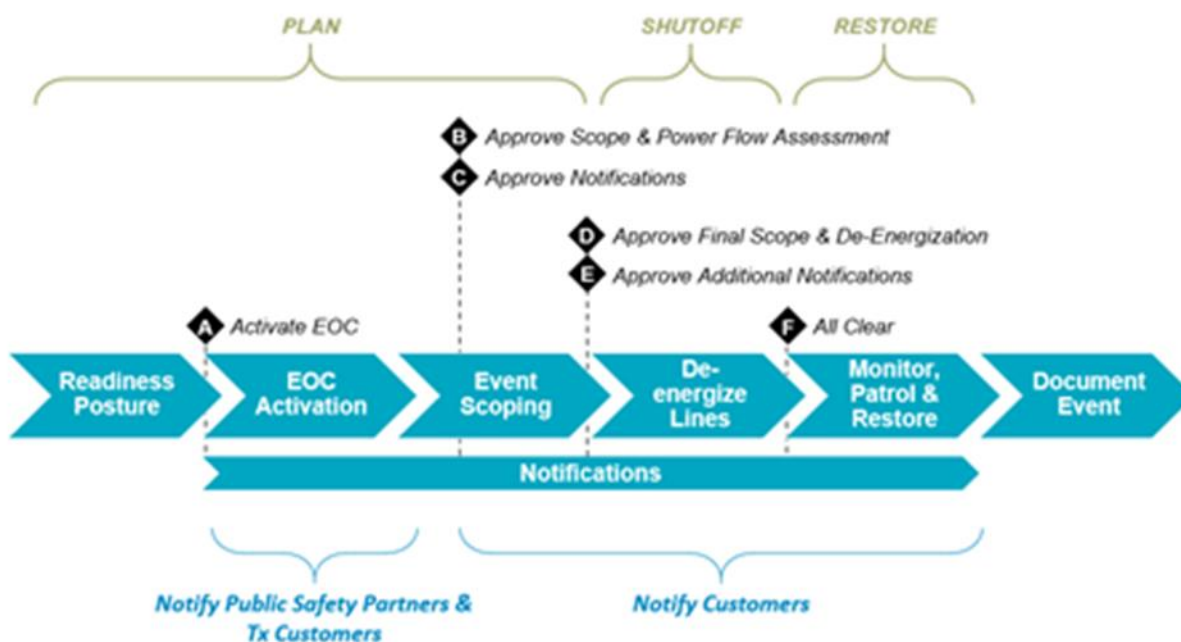 PLAN
SHUTOFF
RESTORE
B Approve Scope & Power Flow Assessment
C Approve Notifications
D Approve Final Scope & De-Energization
E Approve Additional Notifications
A Activate EOC
F All Clear
Readiness
Posture
EOC
Activation
Event
Scoping
De-
energize
Lines
Monitor,
Patrol &
Restore
Document
Event
Notifications
Notify Public Safety Partners &
Tx Customers
Notify Customers